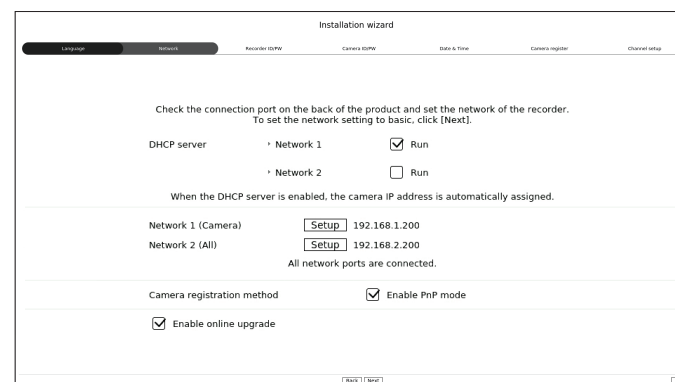 Installation wizard
Language Network Recorder ID/PW Camera ID/PW Date & Time Camera register Channel setup
Check the connection port on the back of the product and set the network of the recorder.
To set the network setting to basic, click [Next].
DHCP server ‣ Network 1 Run
‣ Network 2 Run
When the DHCP server is enabled, the camera IP address is automatically assigned.
Network 1 (Camera) Setup 192.168.1.200
Network 2 (All) Setup 192.168.2.200
All network ports are connected.
Camera registration method Enable PnP mode
Enable online upgrade
Back Next